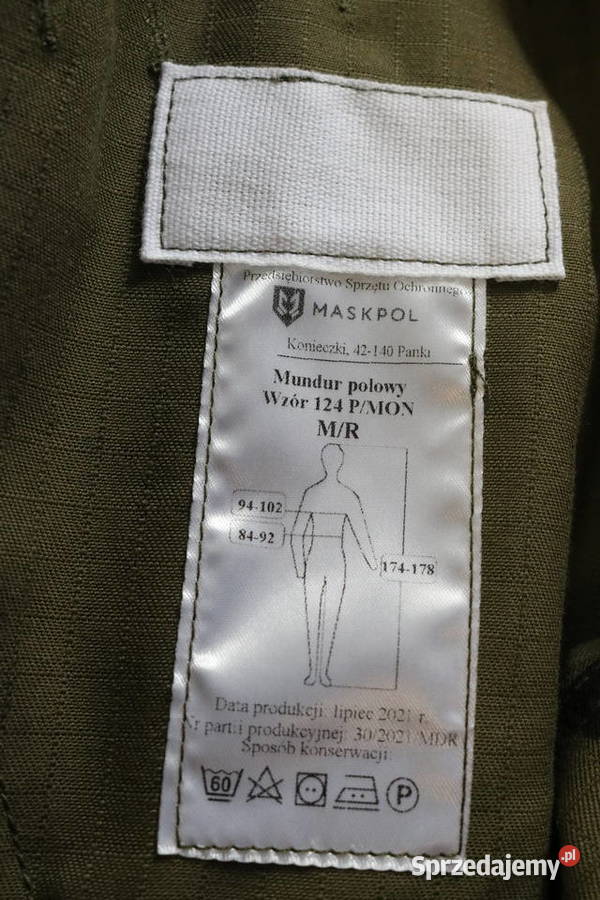 Przedsiębiorstwo Sprzętu Ochronnego
MASKPOL
Konieczki, 42-140 Panki
Mundur polowy
Wzór 124 P/MON
M/R
94-102
84-92
174-178
Data produkcji: lipiec 2021 r.
Nr partii produkcyjnej: 30/2021/MDR
Sposób konserwacji:
60 P
Sprzedajemy.pl